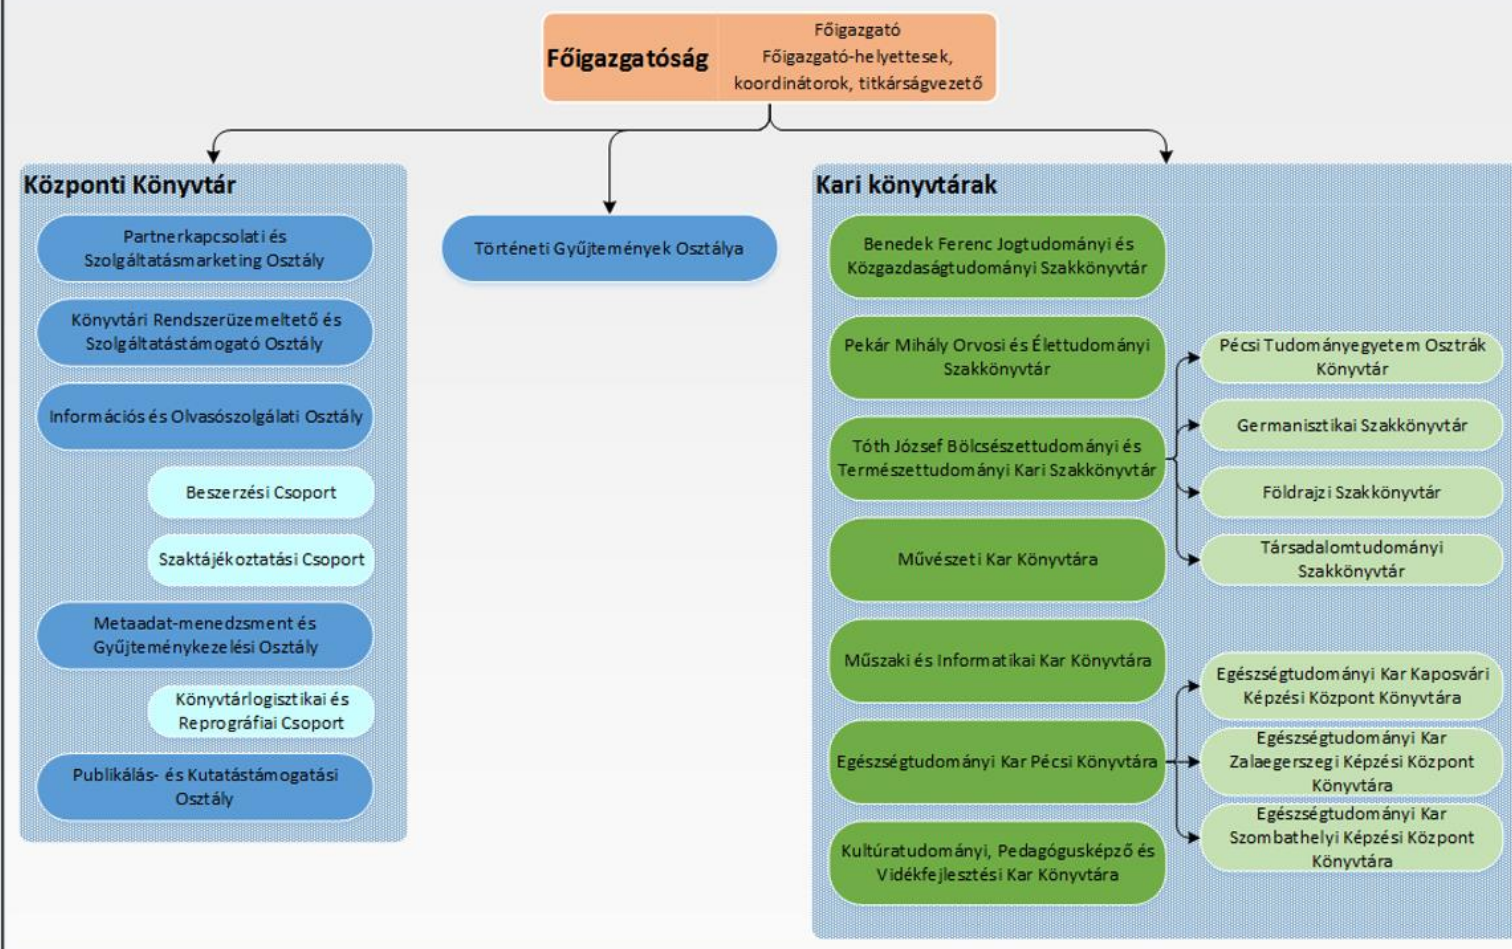 Főigazgatóság
Főigazgató
Főigazgató-helyettesek,
koordinátorok, titkárságvezető
Központi Könyvtár
Partnerkapcsolati és
Szolgáltatásmarketing Osztály
Könyvtári Rendszerüzemeltető és
Szolgáltatástámogató Osztály
Információs és Olvasószolgálati Osztály
Beszerzési Csoport
Szaktájékoztatási Csoport
Metaadat-menedzsment és
Gyűjteménykezelési Osztály
Könyvtárlogisztikai és
Reprográfiai Csoport
Publikálás- és Kutatástámogatási
Osztály
Történeti Gyűjtemények Osztálya
Kari könyvtárak
Benedek Ferenc Jogtudományi és
Közgazdaságtudományi Szakkönyvtár
Pekár Mihály Orvosi és Élettudományi
Szakkönyvtár
Tóth József Bölcsészettudományi és
Természettudományi Kari Szakkönyvtár
Művészeti Kar Könyvtára
Műszaki és Informatikai Kar Könyvtára
Egészségtudományi Kar Pécsi Könyvtára
Kultúratudományi, Pedagógusképző és
Vidékfejlesztési Kar Könyvtára
Pécsi Tudományegyetem Osztrák
Könyvtár
Germanisztikai Szakkönyvtár
Földrajzi Szakkönyvtár
Társadalomtudományi
Szakkönyvtár
Egészségtudományi Kar Kaposvári
Képzési Központ Könyvtára
Egészségtudományi Kar
Zalaegerszegi Képzési Központ
Könyvtára
Egészségtudományi Kar
Szombathelyi Képzési Központ
Könyvtára